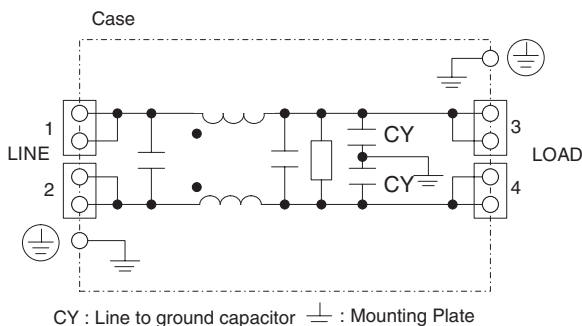 Case
1
LINE
2
CY
CY
3
LOAD
4
CY : Line to ground capacitor
: Mounting Plate